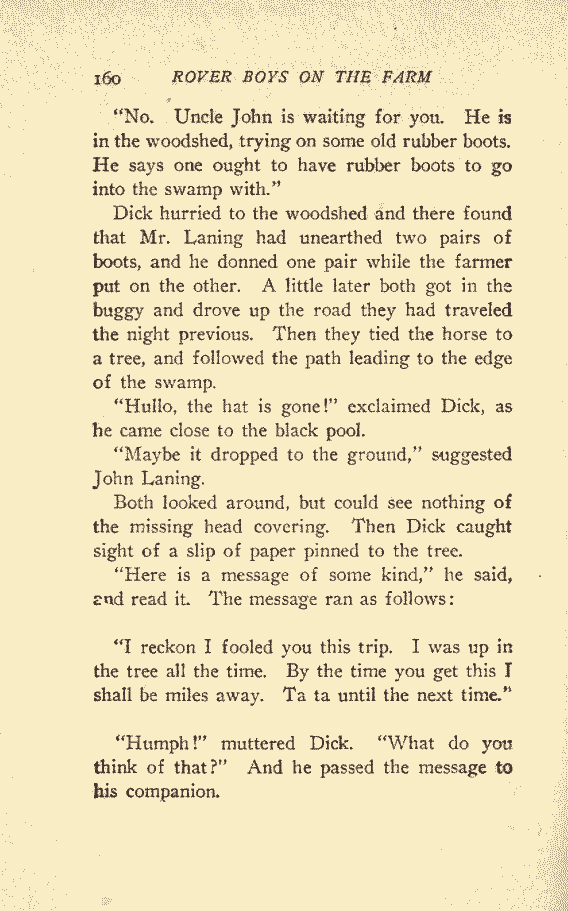 160 ROVER BOYS ON THE FARM
“No. Uncle John is waiting for you. He is
in the woodshed, trying on some old rubber boots.
He says one ought to have rubber boots to go
into the swamp with.”
Dick hurried to the woodshed and there found
that Mr. Laning had unearthed two pairs of
boots, and he donned one pair while the farmer
put on the other. A little later both got in the
buggy and drove up the road they had traveled
the night previous. Then they tied the horse to
a tree, and followed the path leading to the edge
of the swamp.
“Hullo, the hat is gone!” exclaimed Dick, as
he came close to the black pool.
“Maybe it dropped to the ground,” suggested
John Laning.
Both looked around, but could see nothing of
the missing head covering. Then Dick caught
sight of a slip of paper pinned to the tree.
“Here is a message of some kind,” he said,
and read it. The message ran as follows:
“I reckon I fooled you this trip. I was up in
the tree all the time. By the time you get this I
shall be miles away. Ta ta until the next time.”
“Humph!” muttered Dick. “What do you
think of that?” And he passed the message to
his companion.